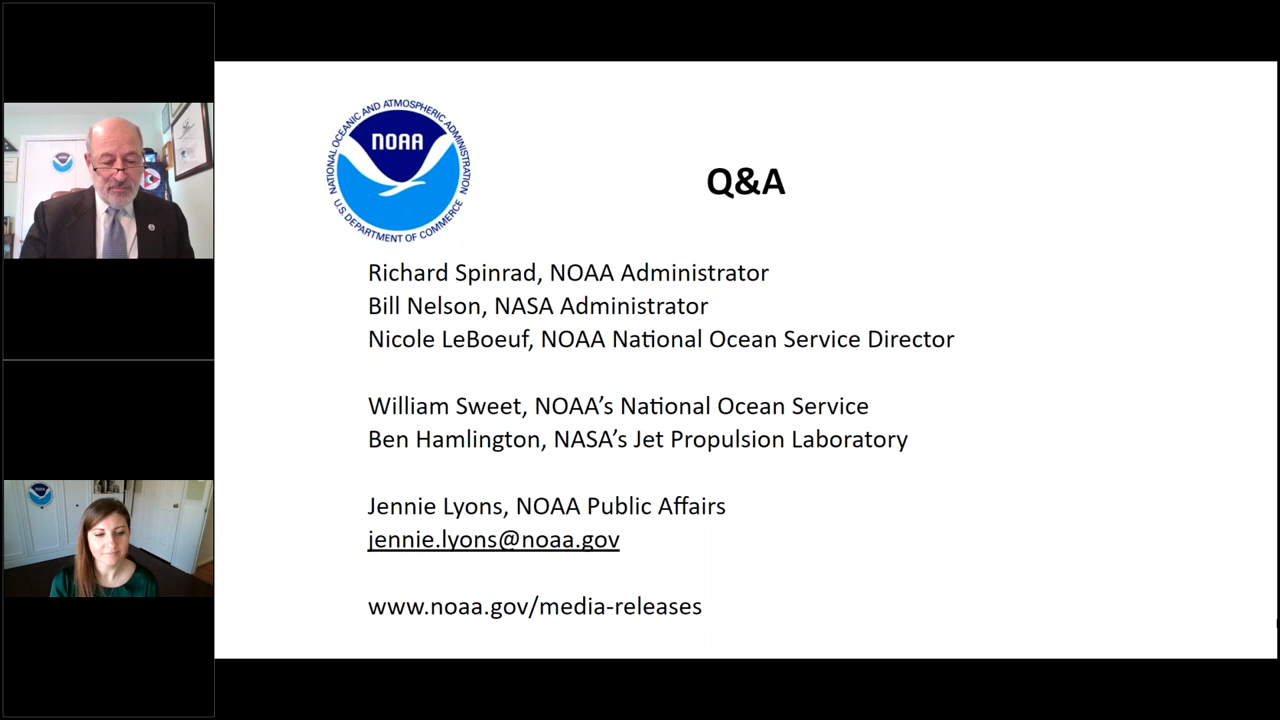 NATIONAL OCEANIC AND ATMOSPHERIC ADMINISTRATION
NOAA
U.S. DEPARTMENT OF COMMERCE
Q&A
Richard Spinrad, NOAA Administrator
Bill Nelson, NASA Administrator
Nicole LeBoeuf, NOAA National Ocean Service Director
William Sweet, NOAA’s National Ocean Service
Ben Hamlington, NASA’s Jet Propulsion Laboratory
Jennie Lyons, NOAA Public Affairs
jennie.lyons@noaa.gov
www.noaa.gov/media-releases